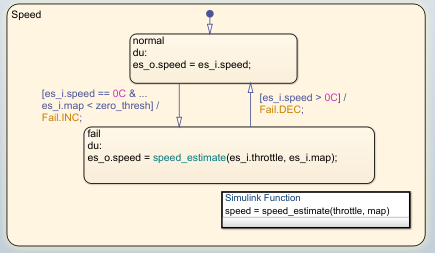 Speed
normal
du:
es_o.speed = es_i.speed;
[es_i.speed == 0C & ...
es_i.map < zero_thresh] /
Fail.INC;
[es_i.speed > 0C] /
Fail.DEC;
fail
du:
es_o.speed = speed_estimate(es_i.throttle, es_i.map);
Simulink Function
speed = speed_estimate(throttle, map)